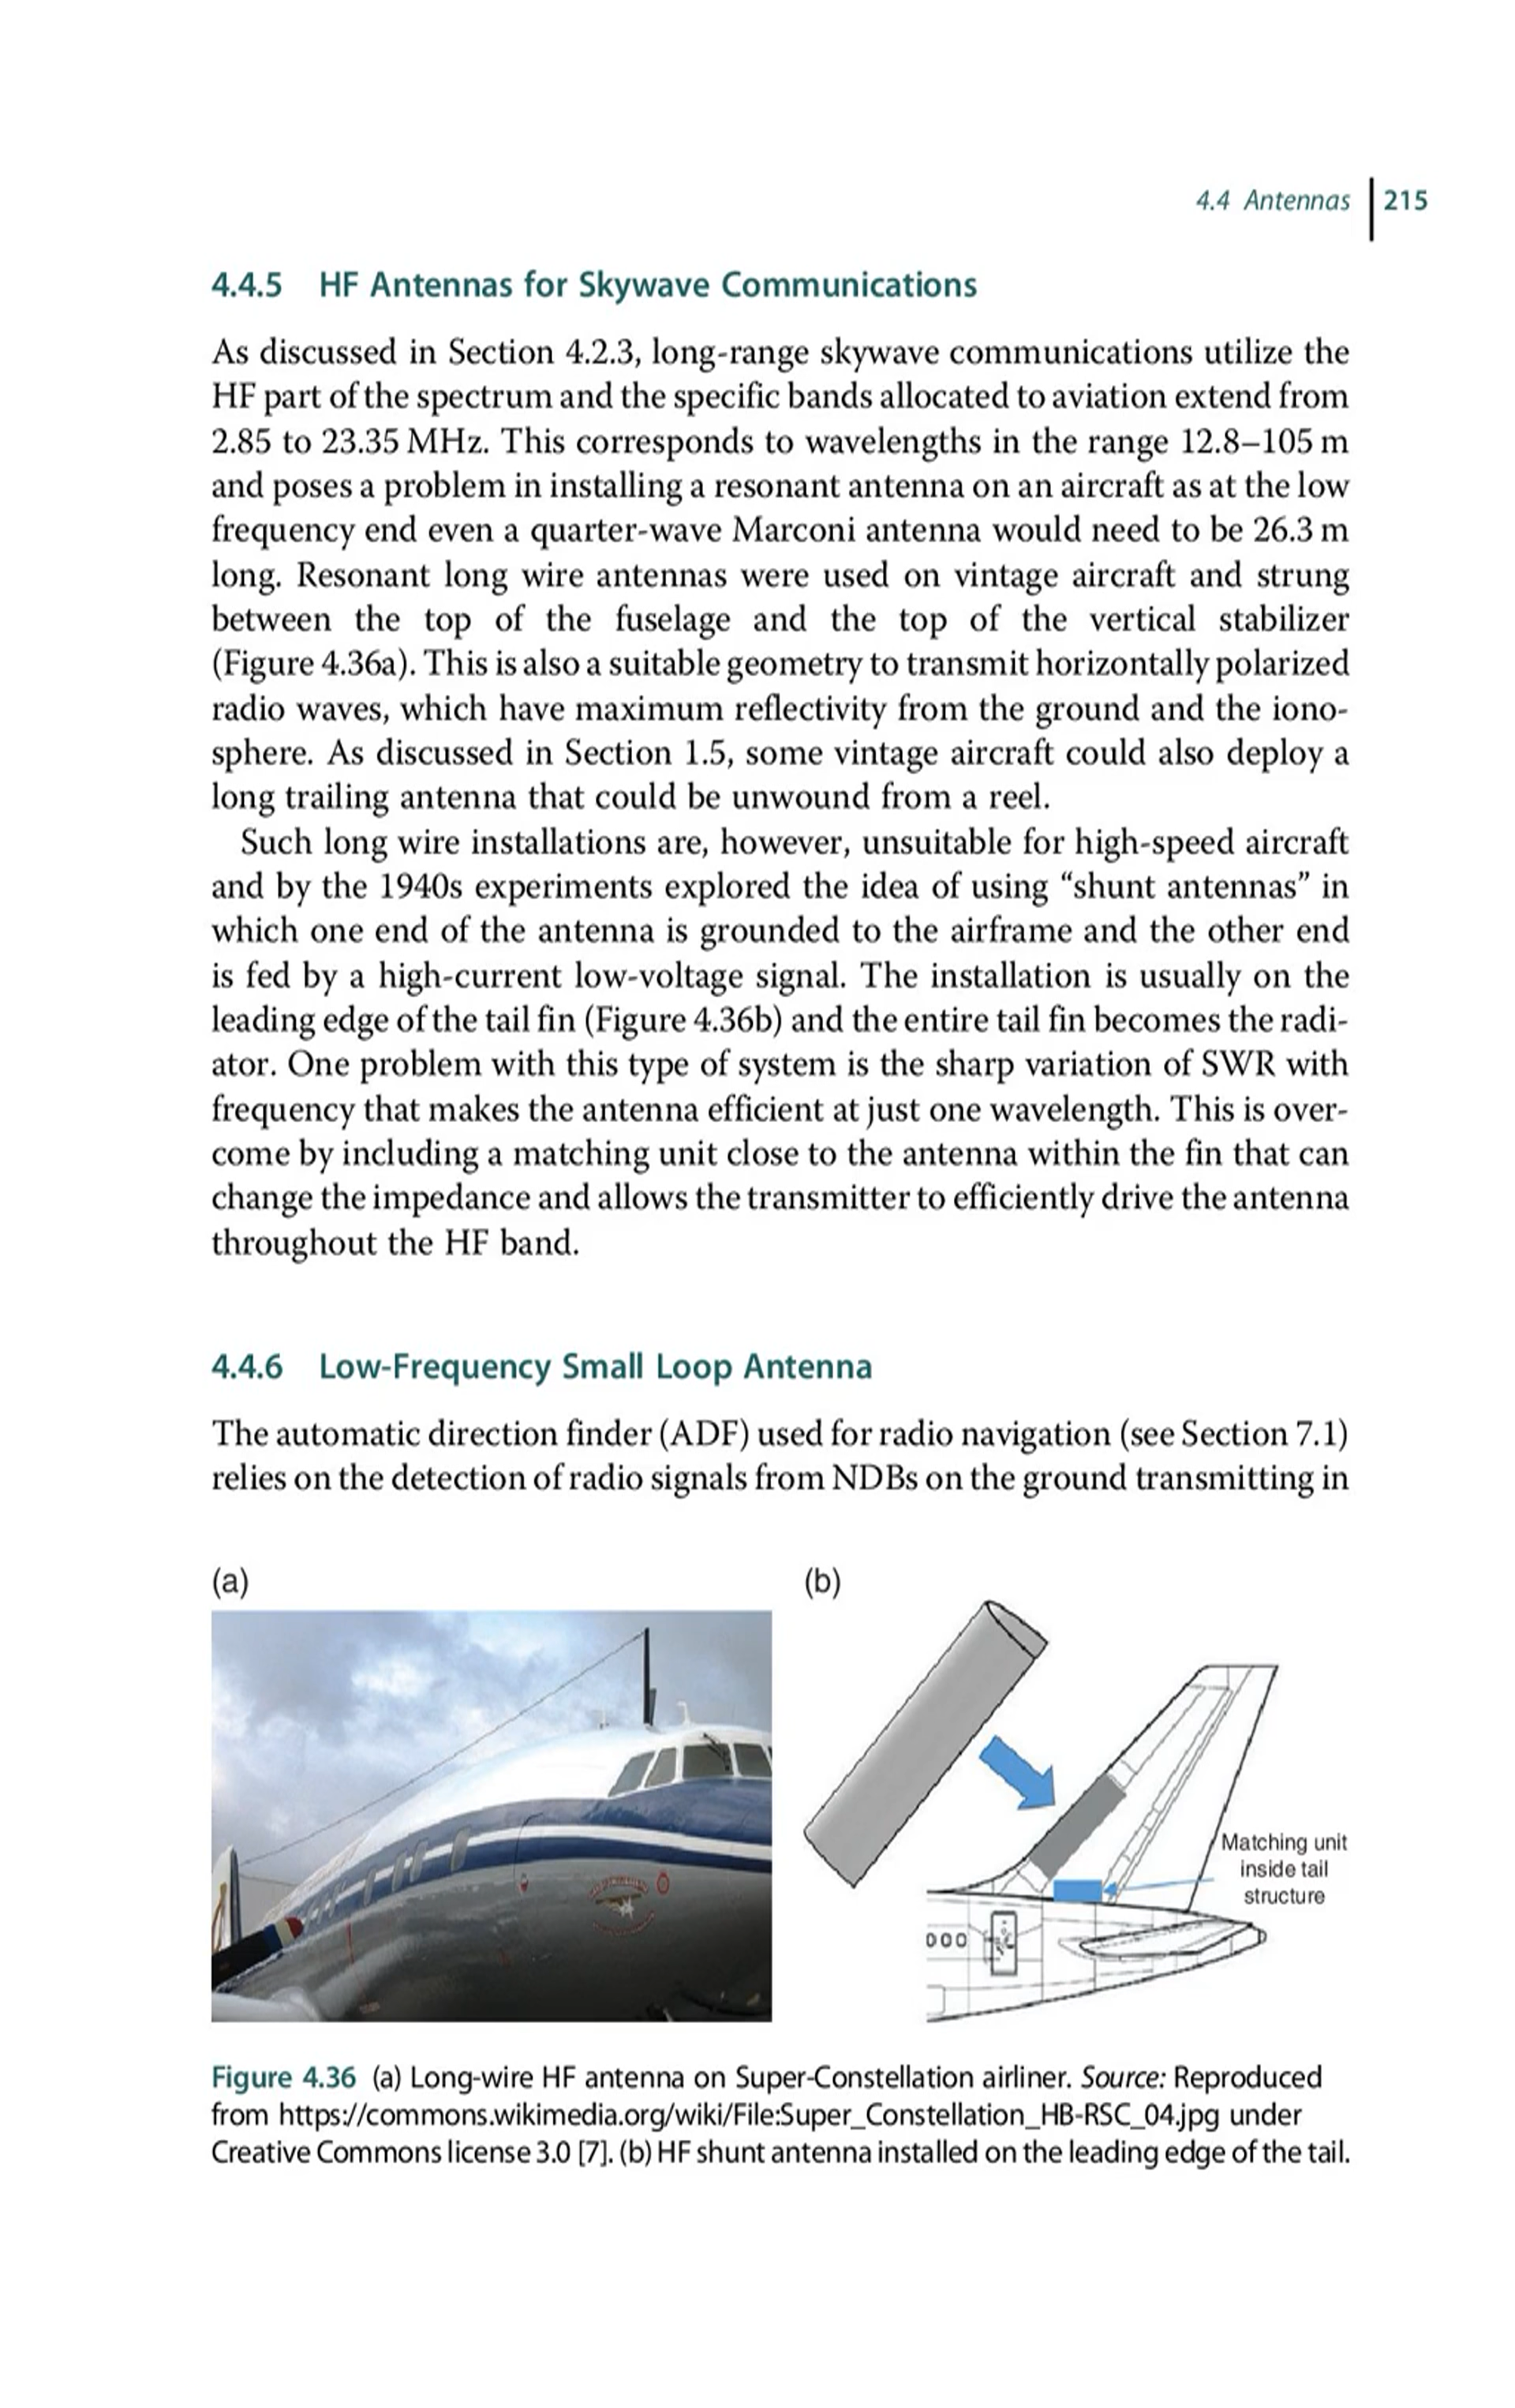 4.4 Antennas 215
4.4.5 HF Antennas for Skywave Communications
As discussed in Section 4.2.3, long-range skywave communications utilize the
HF part of the spectrum and the specific bands allocated to aviation extend from
2.85 to 23.35 MHz. This corresponds to wavelengths in the range 12.8–105 m
and poses a problem in installing a resonant antenna on an aircraft as at the low
frequency end even a quarter-wave Marconi antenna would need to be 26.3 m
long. Resonant long wire antennas were used on vintage aircraft and strung
between the top of the fuselage and the top of the vertical stabilizer
(Figure 4.36a). This is also a suitable geometry to transmit horizontally polarized
radio waves, which have maximum reflectivity from the ground and the iono-
sphere. As discussed in Section 1.5, some vintage aircraft could also deploy a
long trailing antenna that could be unwound from a reel.
Such long wire installations are, however, unsuitable for high-speed aircraft
and by the 1940s experiments explored the idea of using “shunt antennas” in
which one end of the antenna is grounded to the airframe and the other end
is fed by a high-current low-voltage signal. The installation is usually on the
leading edge of the tail fin (Figure 4.36b) and the entire tail fin becomes the radi-
ator. One problem with this type of system is the sharp variation of SWR with
frequency that makes the antenna efficient at just one wavelength. This is over-
come by including a matching unit close to the antenna within the fin that can
change the impedance and allows the transmitter to efficiently drive the antenna
throughout the HF band.
4.4.6 Low-Frequency Small Loop Antenna
The automatic direction finder (ADF) used for radio navigation (see Section 7.1)
relies on the detection of radio signals from NDBs on the ground transmitting in
(a)
(b)
Matching unit
inside tail
structure
Figure 4.36 (a) Long-wire HF antenna on Super-Constellation airliner. Source: Reproduced
from https://commons.wikimedia.org/wiki/File:Super_Constellation_HB-RSC_04.jpg under
Creative Commons license 3.0 [7]. (b) HF shunt antenna installed on the leading edge of the tail.